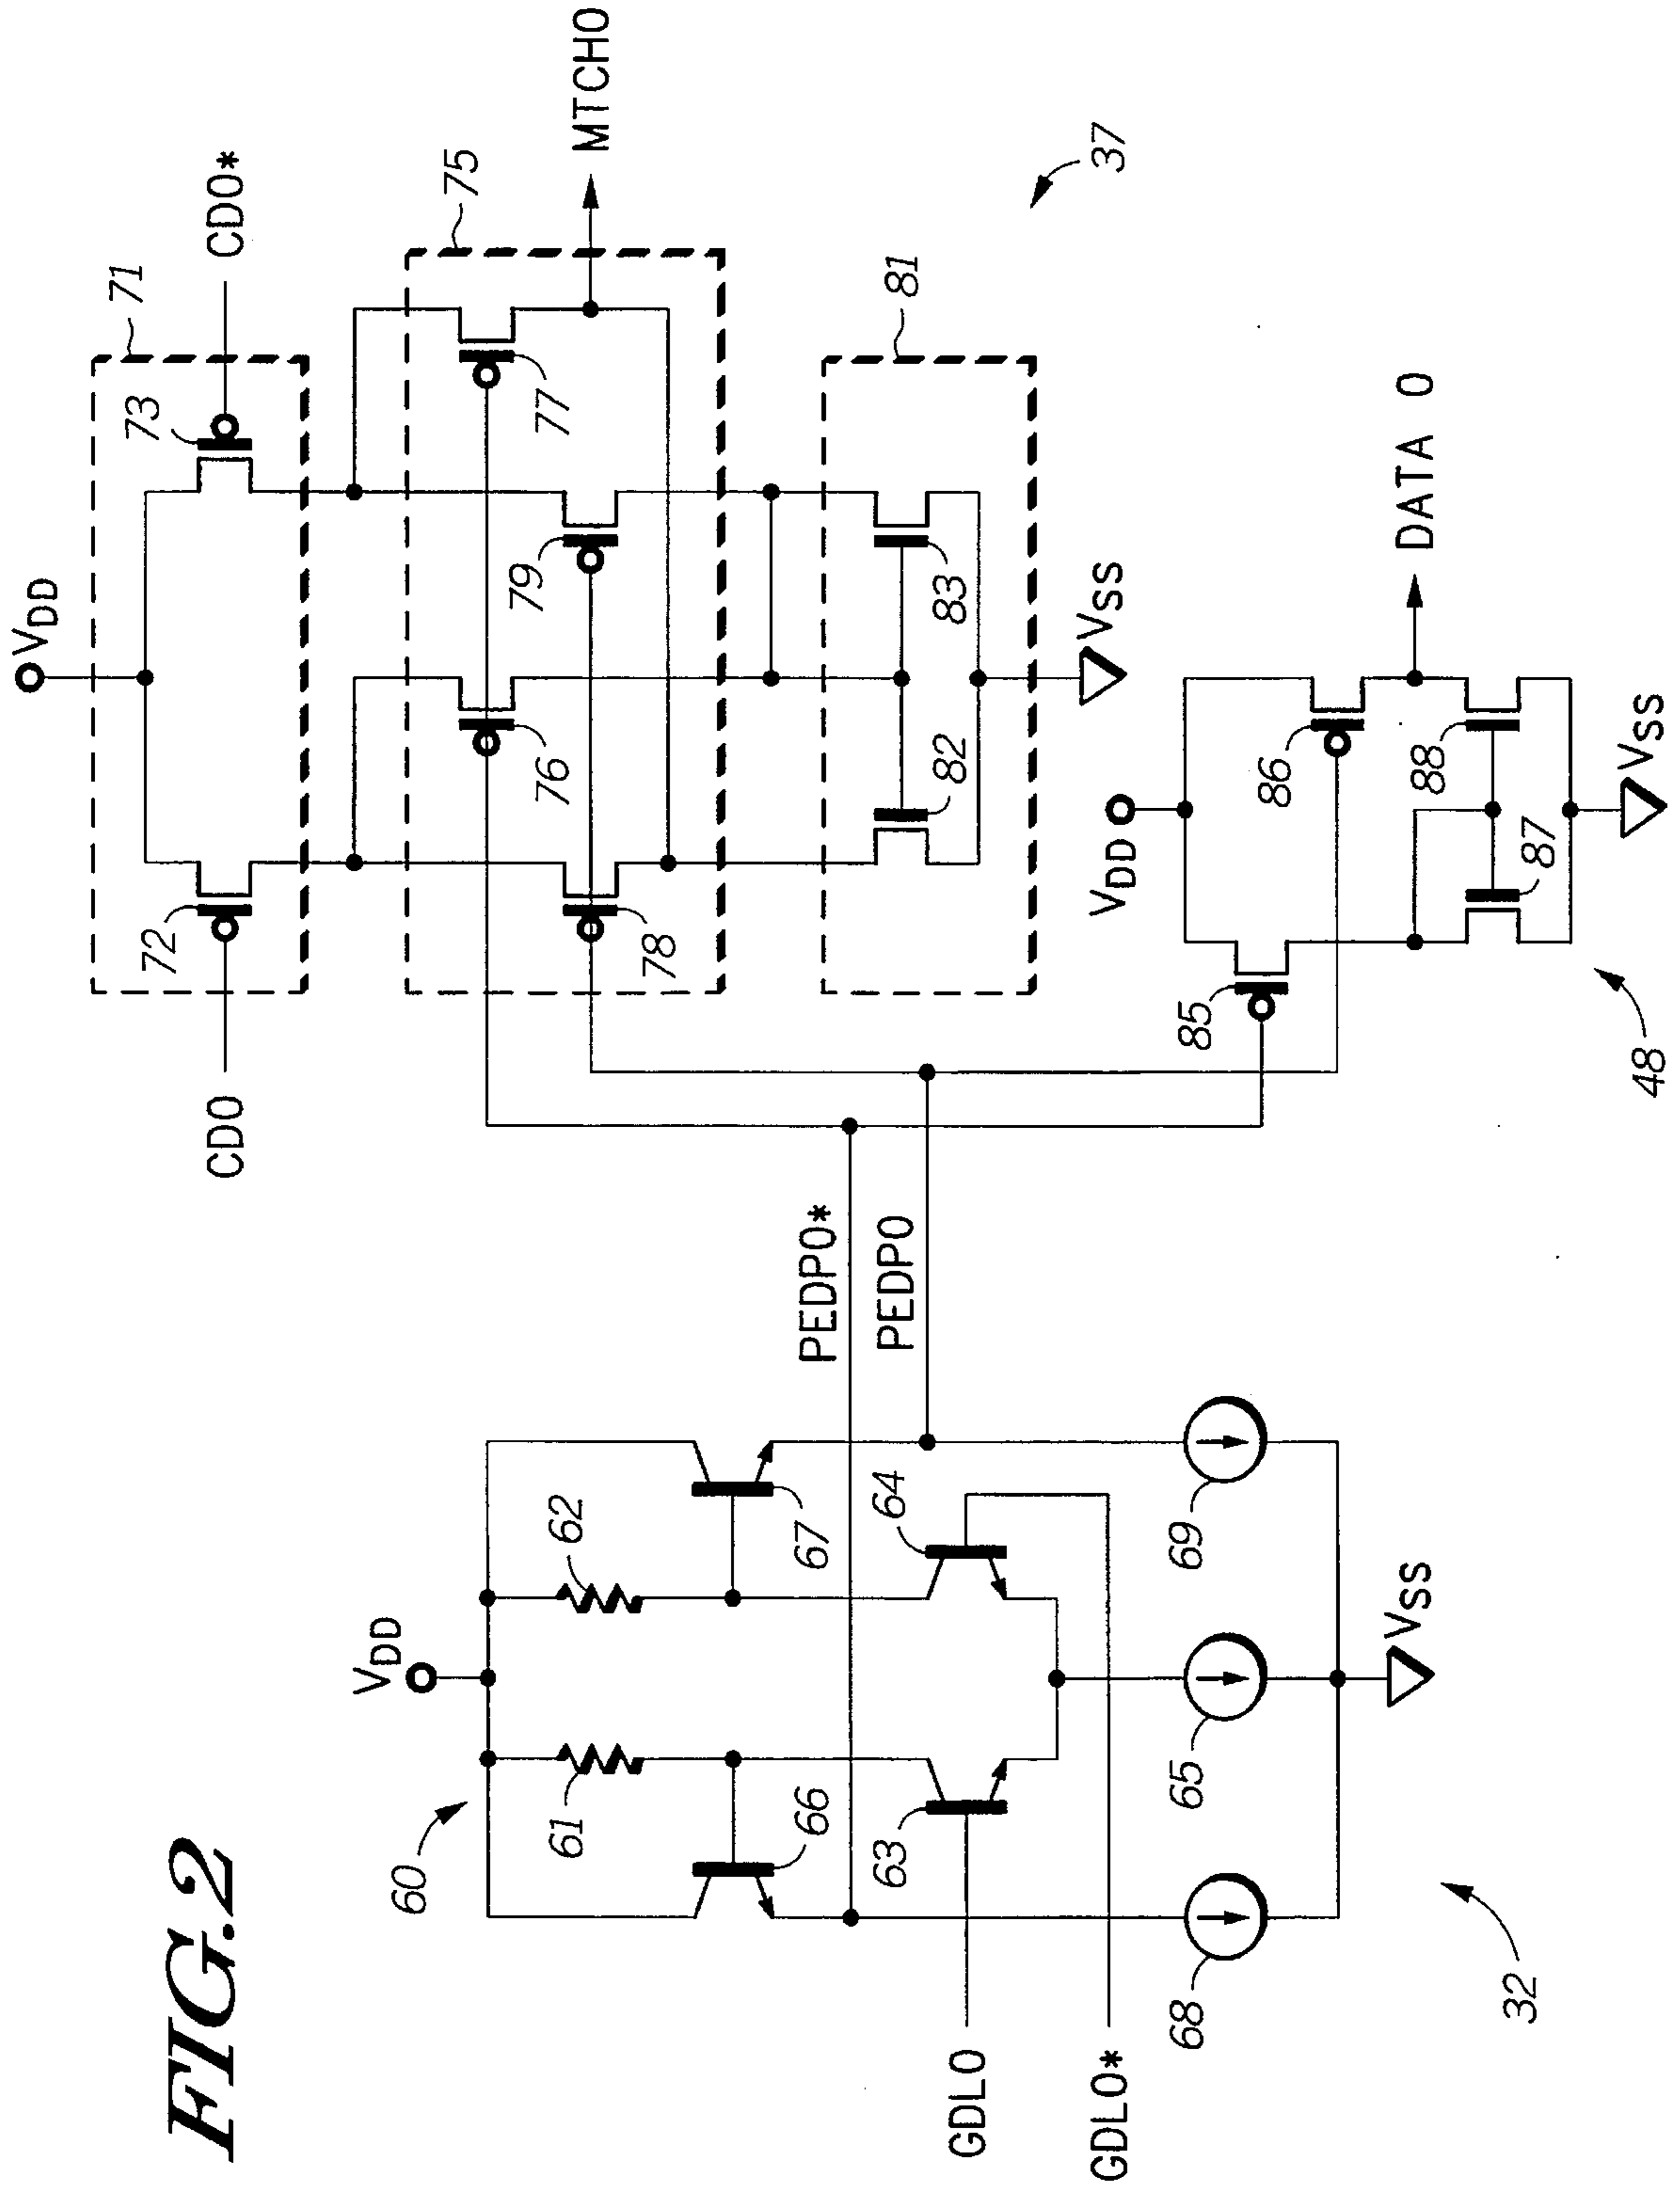 FIG.2
VDD
60
61
62
66
67
63
64
GDL0
GDL0*
68
65
69
VSS
32
PEDP0*
PEDP0
VDD
71
72
73
CD0
CD0*
75
76
77
78
79
MTCH0
81
82
83
VSS
37
VDD
85
86
87
88
DATA 0
VSS
48